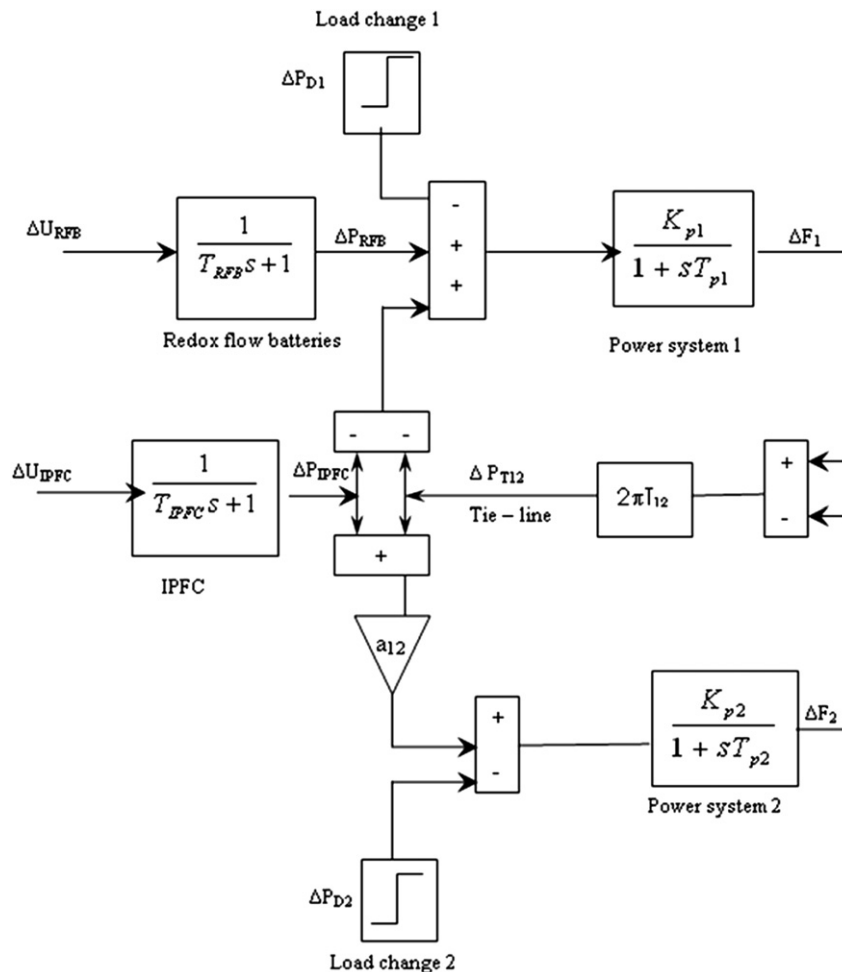 Load change 1
ΔP_D1
ΔU_RFB
1
T_RFB s + 1
ΔP_RFB
-
+
+
K_p1
1 + sT_p1
ΔF_1
Redox flow batteries
Power system 1
- -
ΔU_IPFC
1
T_IPFC s + 1
ΔP_IPFC
Δ P_T12
Tie – line
2πT_12
+
-
IPFC
+
a_12
+
-
K_p2
1 + sT_p2
ΔF_2
Power system 2
ΔP_D2
Load change 2